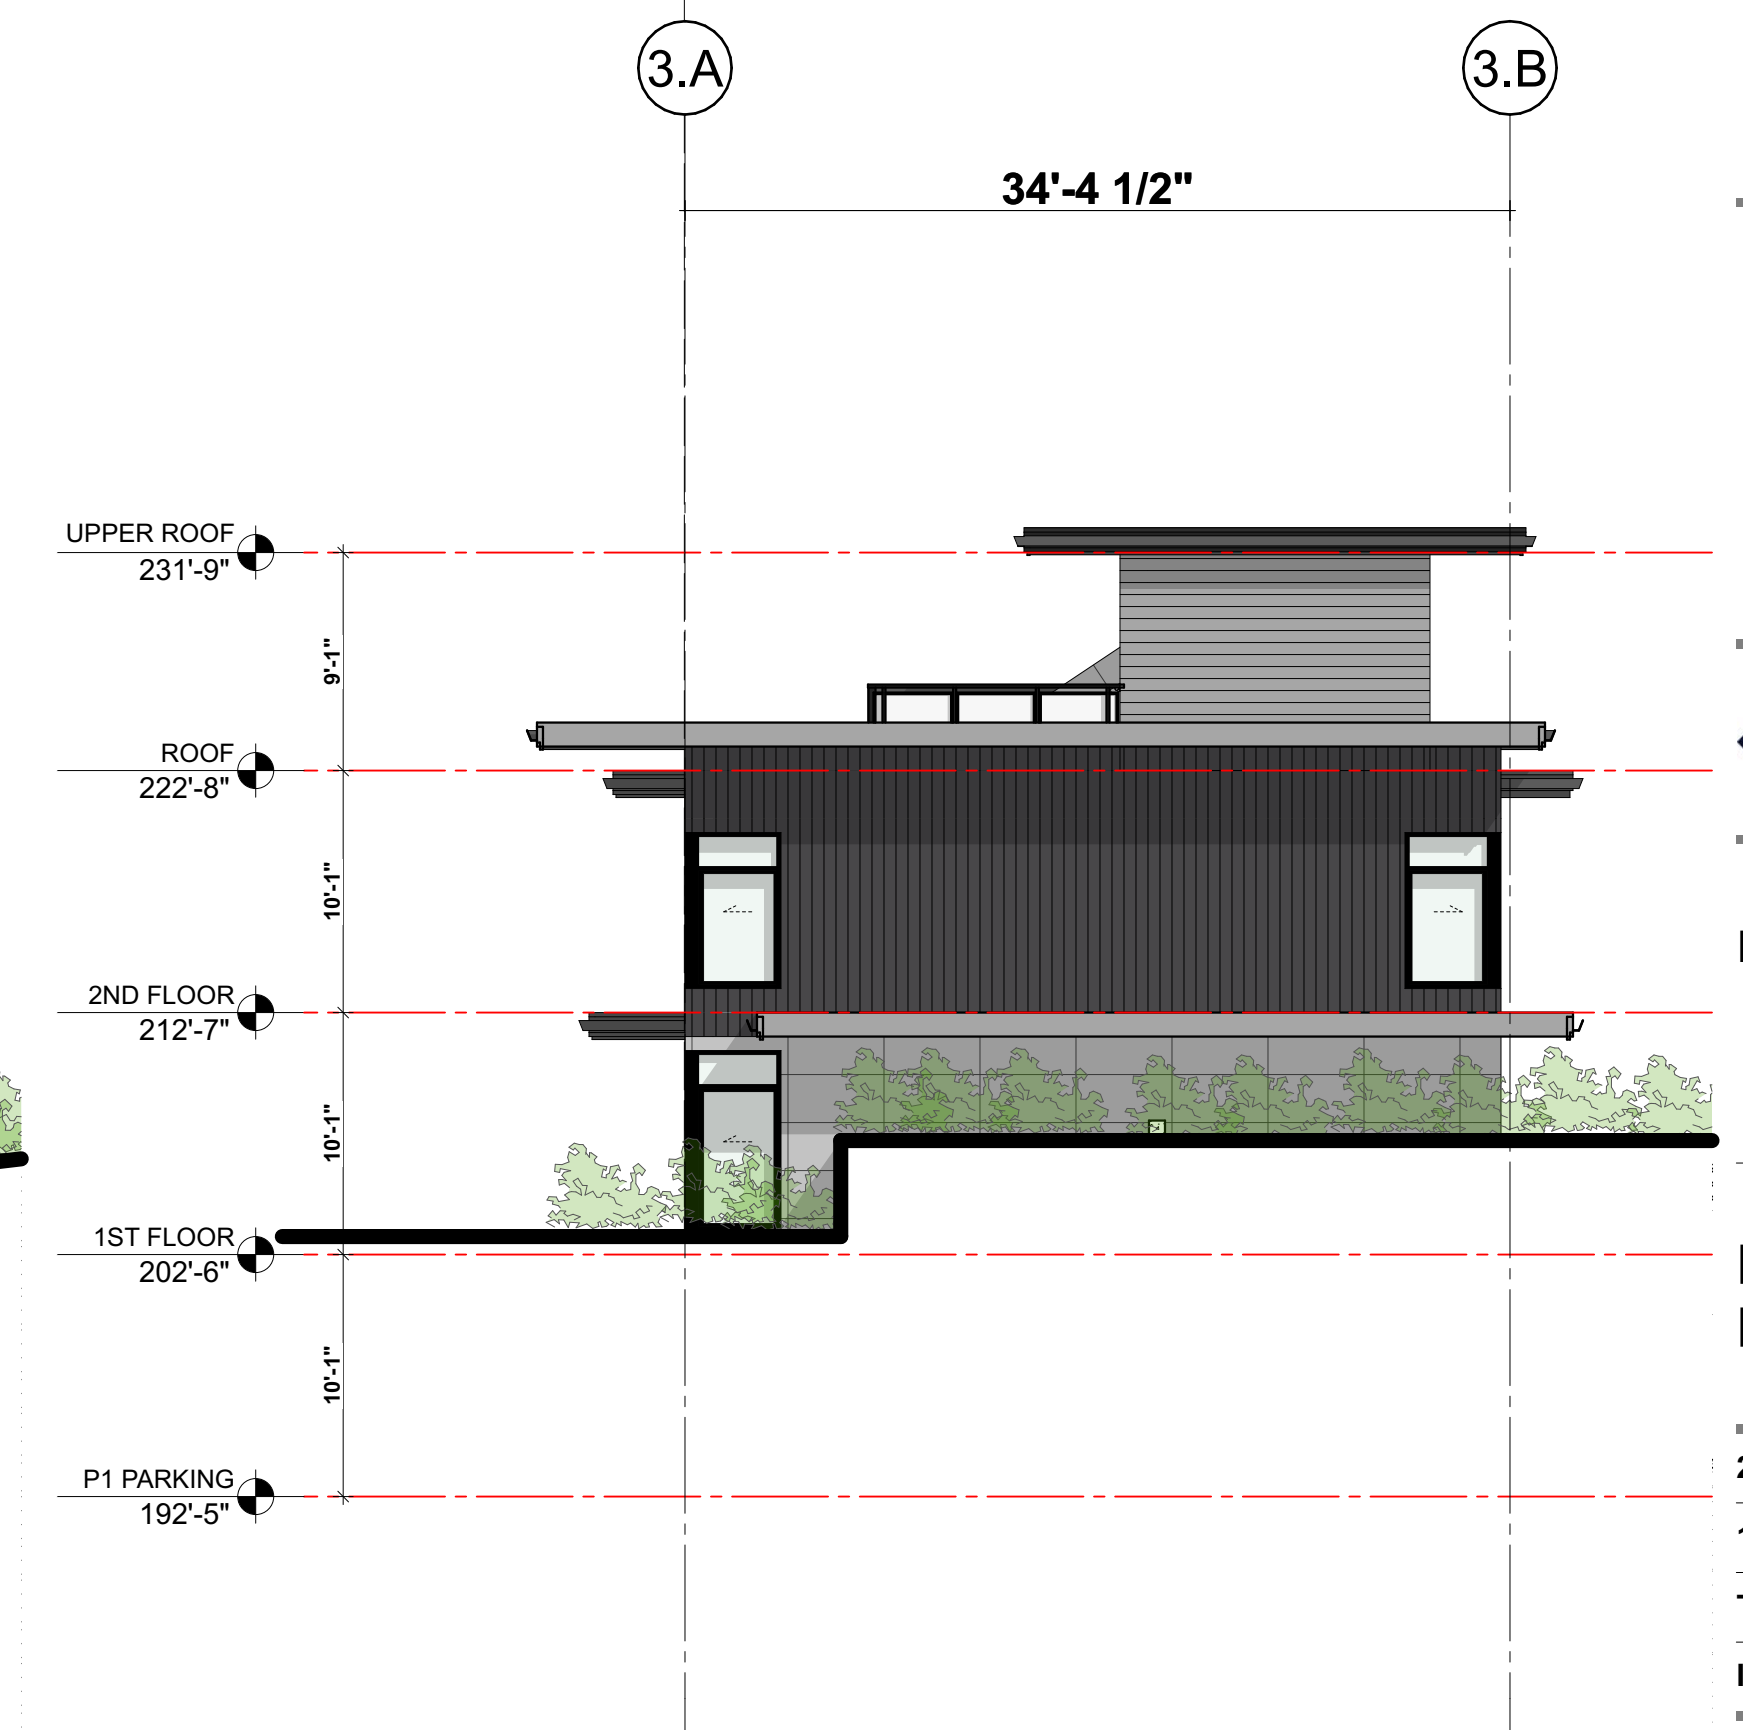 3.A
3.B
34'-4 1/2"
UPPER ROOF
231'-9"
9'-1"
ROOF
222'-8"
10'-1"
2ND FLOOR
212'-7"
10'-1"
1ST FLOOR
202'-6"
10'-1"
P1 PARKING
192'-5"